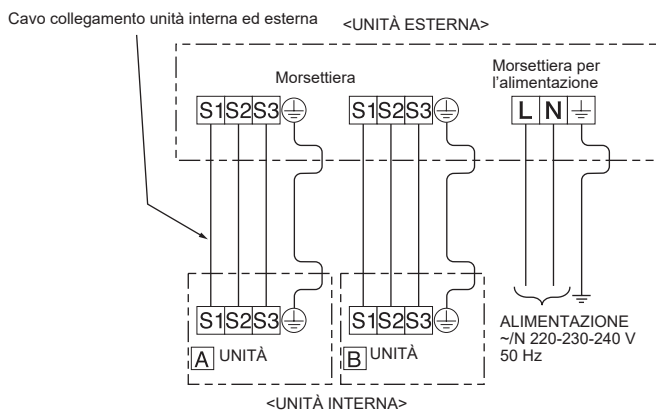 Cavo collegamento unità interna ed esterna
<UNITÀ ESTERNA>
Morsettiera
Morsettiera per
l'alimentazione
S1 S2 S3
S1 S2 S3
L N
S1 S2 S3
S1 S2 S3
A UNITÀ
B UNITÀ
ALIMENTAZIONE
~/N 220-230-240 V
50 Hz
<UNITÀ INTERNA>